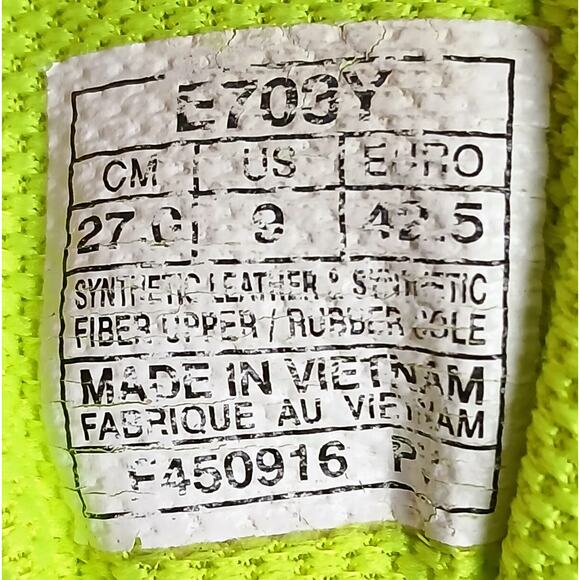 E703Y
CM US EURO
27.0 9 42.5
SYNTHETIC LEATHER & SYNTHETIC
FIBER UPPER / RUBBER SOLE
MADE IN VIETNAM
FABRIQUE AU VIETNAM
F450916